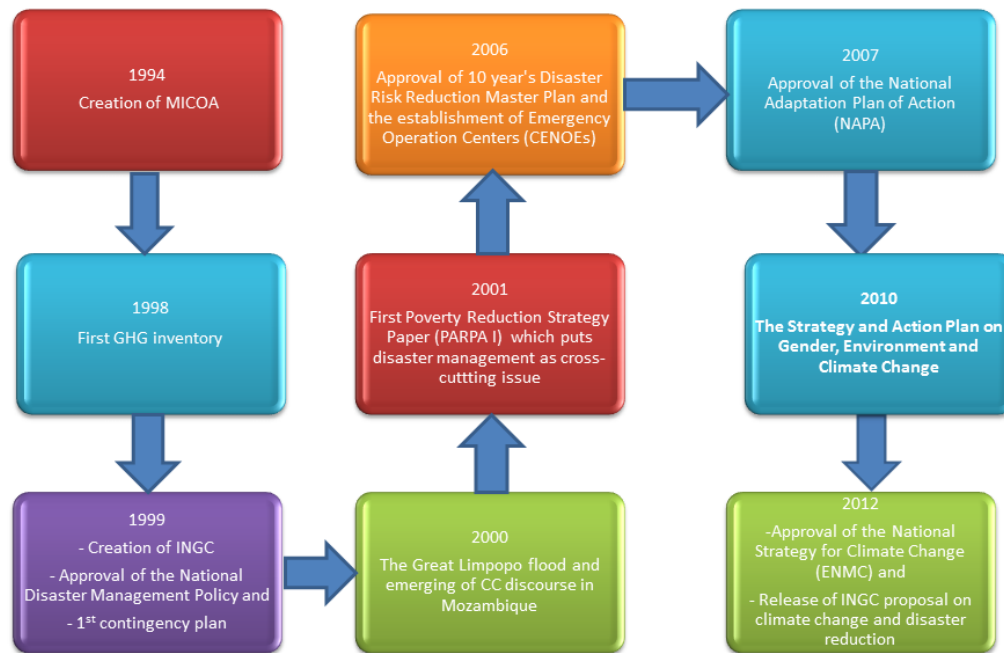 1994
Creation of MICOA
1998
First GHG inventory
1999
- Creation of INGC
- Approval of the National
Disaster Management Policy and
- 1st contingency plan
2000
The Great Limpopo flood and
emerging of CC discourse in
Mozambique
2001
First Poverty Reduction Strategy
Paper (PARPA I) which puts
disaster management as cross-
cuttting issue
2006
Approval of 10 year's Disaster
Risk Reduction Master Plan and
the establishment of Emergency
Operation Centers (CENOEs)
2007
Approval of the National
Adaptation Plan of Action
(NAPA)
2010
The Strategy and Action Plan on
Gender, Environment and
Climate Change
2012
-Approval of the National
Strategy for Climate Change
(ENMC) and
- Release of INGC proposal on
climate change and disaster
reduction